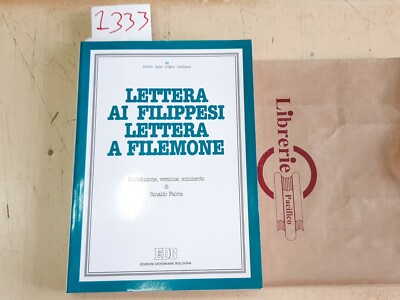 1333
LETTERA
AI FILIPPESI
LETTERA
A FILEMONE
Introduzione, versione, commento
di
Rinaldo Fabris
EDB
EDIZIONI DEHONIANE BOLOGNA
Librerie
Pacifico